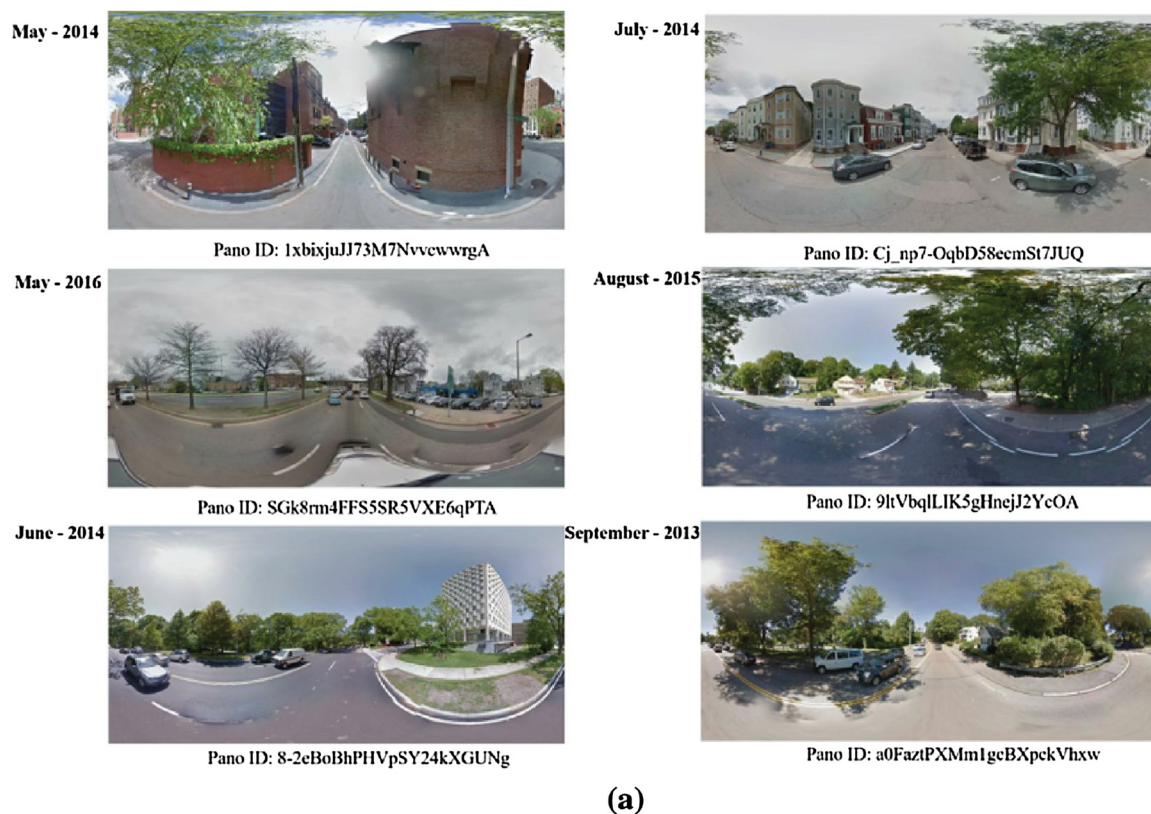 May - 2014
July - 2014
Pano ID: 1xbixjuJJ73M7NvvcwwrgA
Pano ID: Cj_np7-OqbD58ecmSt7JUQ
May - 2016
August - 2015
Pano ID: SGk8rm4FFS5SR5VXE6qPTA
Pano ID: 9ltVbqlLIK5gHnejJ2YcOA
June - 2014
September - 2013
Pano ID: 8-2eBoBhPHVpSY24kXGUNg
Pano ID: a0FaztPXMm1gcBXpckVhxw
(a)